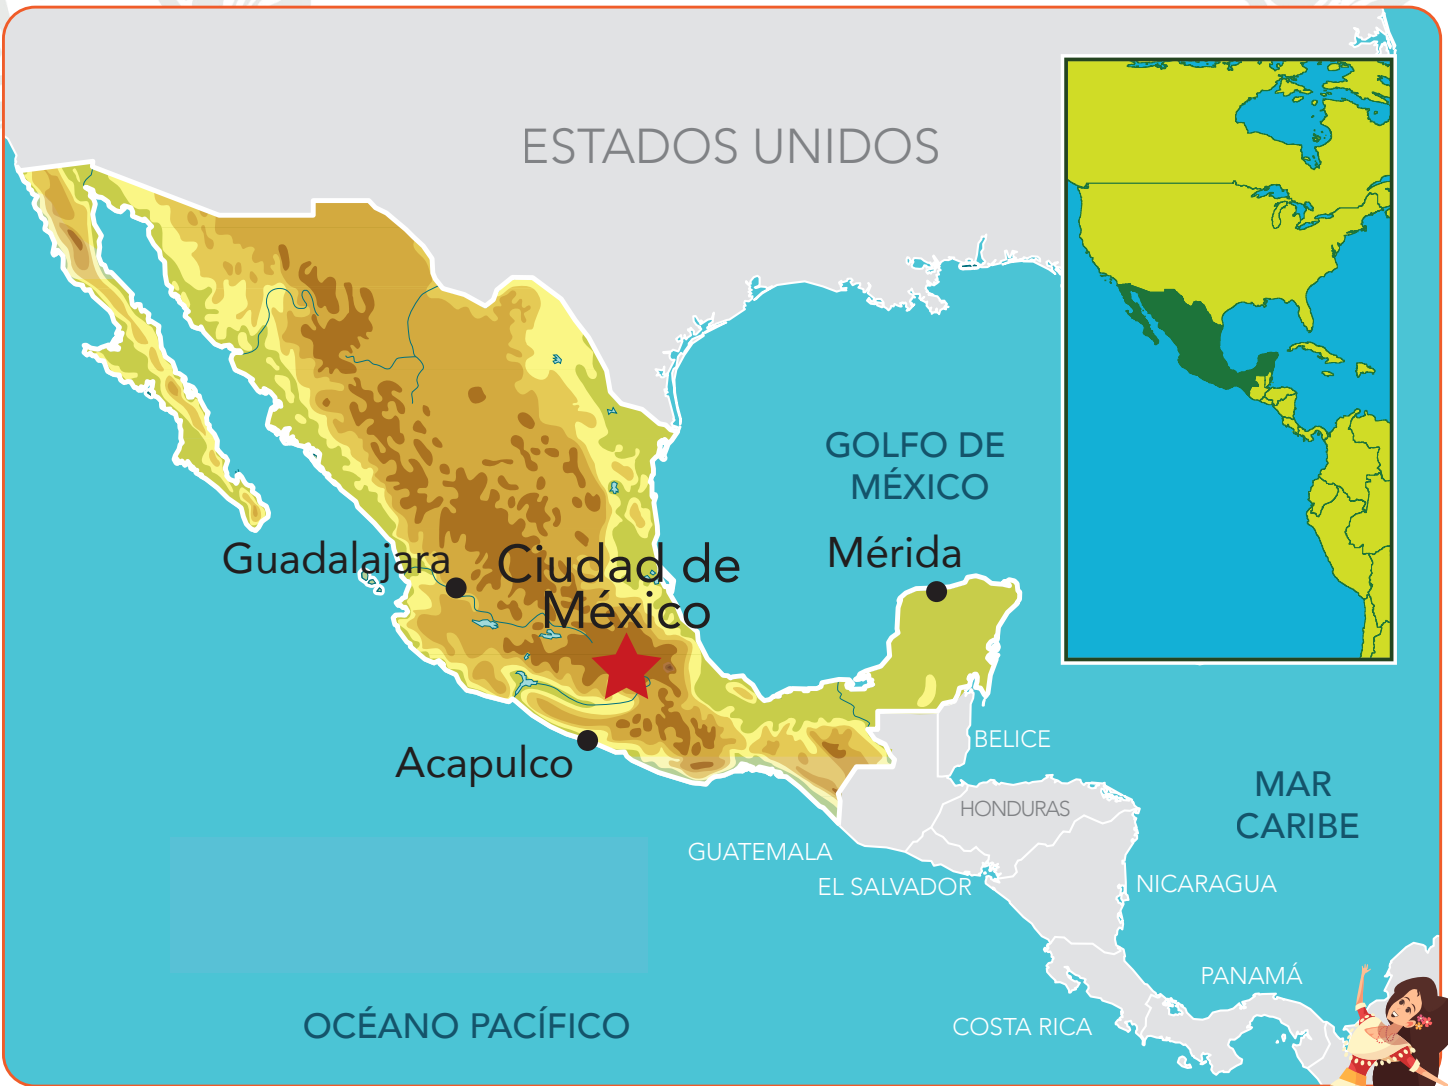 ESTADOS UNIDOS
GOLFO DE
MÉXICO
Mérida
Guadalajara
Ciudad de
México
Acapulco
BELICE
MAR
CARIBE
HONDURAS
GUATEMALA
EL SALVADOR
NICARAGUA
PANAMÁ
COSTA RICA
OCÉANO PACÍFICO